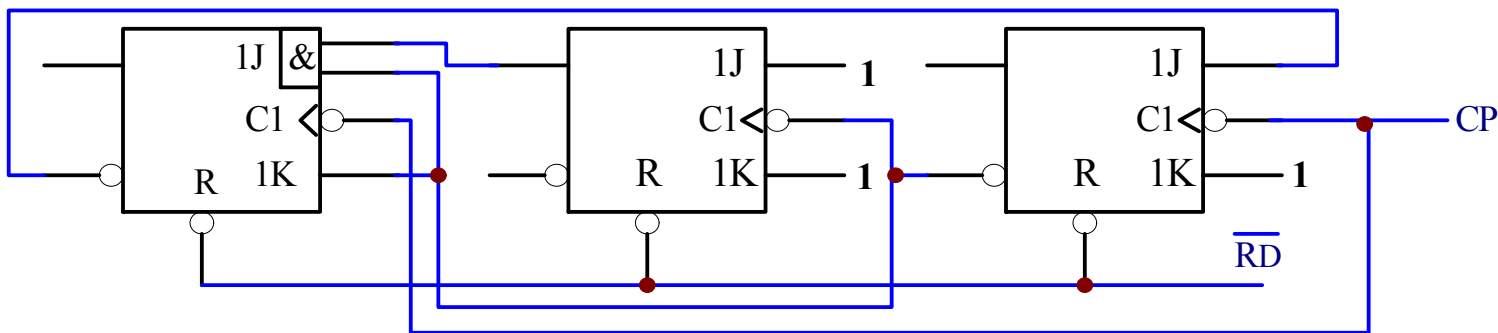 1J & 1J 1 1J
C1 C1 C1 CP
R 1K R 1K 1 R 1K 1
RD